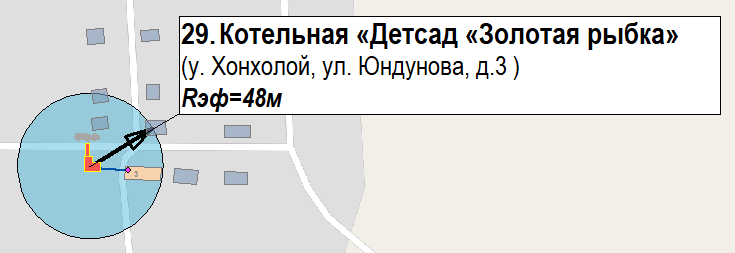 29. Котельная «Детсад «Золотая рыбка»
(у. Хонхолой, ул. Юндунова, д.3 )
Rэф=48м
3